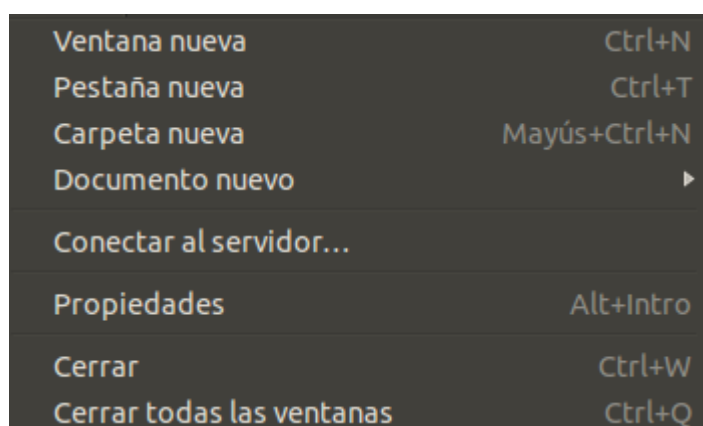 Ventana nueva Ctrl+N
Pestaña nueva Ctrl+T
Carpeta nueva Mayús+Ctrl+N
Documento nuevo
Conectar al servidor...
Propiedades Alt+Intro
Cerrar Ctrl+W
Cerrar todas las ventanas Ctrl+Q